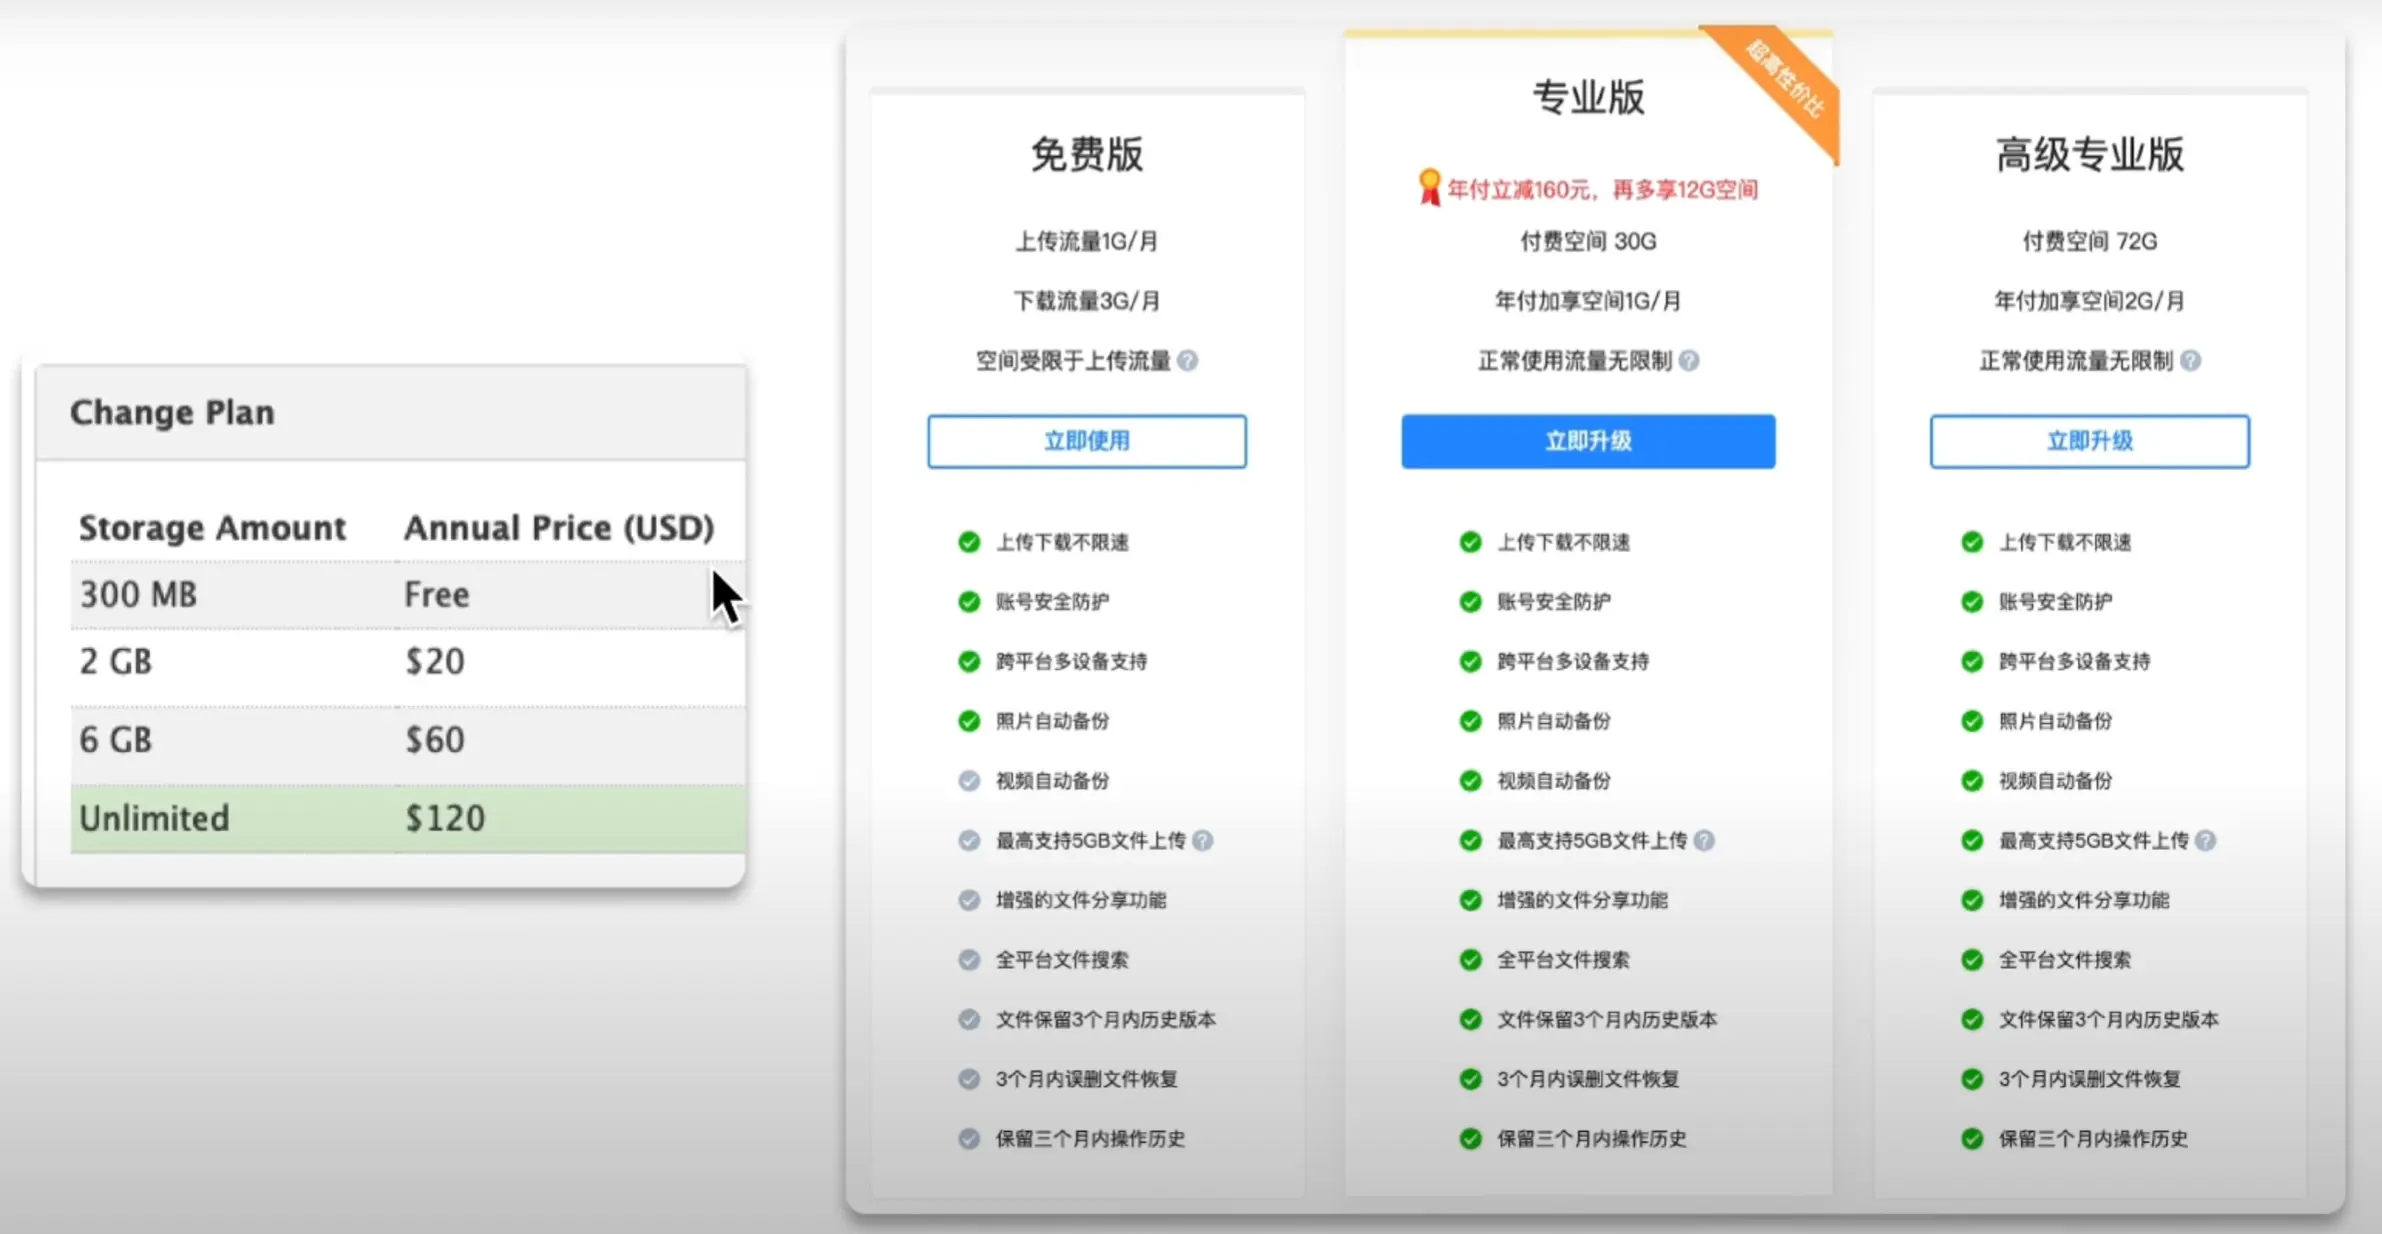 Change Plan
Storage Amount Annual Price (USD)
300 MB Free
2 GB $20
6 GB $60
Unlimited $120
免费版
上传流量1G/月
下载流量3G/月
空间受限于上传流量 ?
立即使用
上传下载不限速
账号安全防护
跨平台多设备支持
照片自动备份
视频自动备份
最高支持5GB文件上传 ?
增强的文件分享功能
全平台文件搜索
文件保留3个月内历史版本
3个月内误删文件恢复
保留三个月内操作历史
超高性价比
专业版
年付立减160元，再多享12G空间
付费空间 30G
年付加享空间1G/月
正常使用流量无限制 ?
立即升级
上传下载不限速
账号安全防护
跨平台多设备支持
照片自动备份
视频自动备份
最高支持5GB文件上传 ?
增强的文件分享功能
全平台文件搜索
文件保留3个月内历史版本
3个月内误删文件恢复
保留三个月内操作历史
高级专业版
付费空间 72G
年付加享空间2G/月
正常使用流量无限制 ?
立即升级
上传下载不限速
账号安全防护
跨平台多设备支持
照片自动备份
视频自动备份
最高支持5GB文件上传 ?
增强的文件分享功能
全平台文件搜索
文件保留3个月内历史版本
3个月内误删文件恢复
保留三个月内操作历史